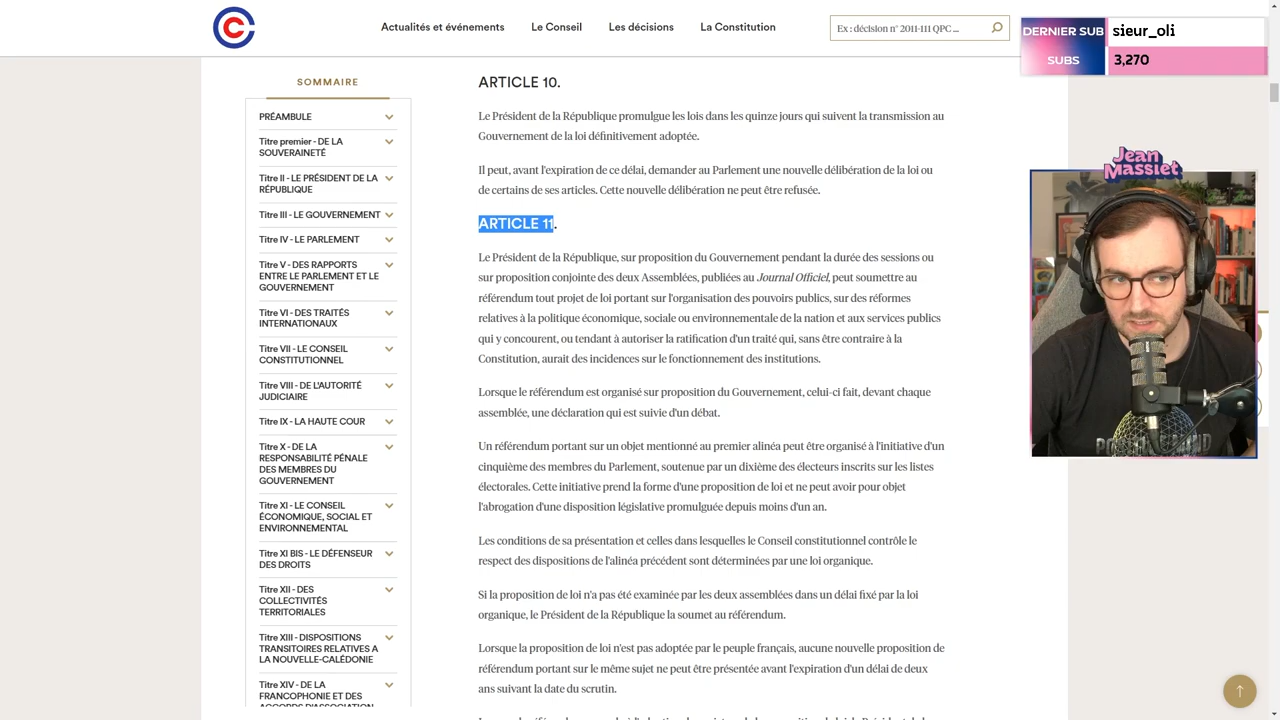 Actualités et événements
Le Conseil
Les décisions
La Constitution
Ex : décision n° 2011-111 QPC ...
DERNIER SUB
sieur_oli
SUBS
3,270
SOMMAIRE
PRÉAMBULE
Titre premier - DE LA
SOUVERAINETÉ
Titre II - LE PRÉSIDENT DE LA
RÉPUBLIQUE
Titre III - LE GOUVERNEMENT
Titre IV - LE PARLEMENT
Titre V - DES RAPPORTS
ENTRE LE PARLEMENT ET LE
GOUVERNEMENT
Titre VI - DES TRAITÉS
INTERNATIONAUX
Titre VII - LE CONSEIL
CONSTITUTIONNEL
Titre VIII - DE L'AUTORITÉ
JUDICIAIRE
Titre IX - LA HAUTE COUR
Titre X - DE LA
RESPONSABILITÉ PÉNALE
DES MEMBRES DU
GOUVERNEMENT
Titre XI - LE CONSEIL
ÉCONOMIQUE, SOCIAL ET
ENVIRONNEMENTAL
Titre XI BIS - LE DÉFENSEUR
DES DROITS
Titre XII - DES
COLLECTIVITÉS
TERRITORIALES
Titre XIII - DISPOSITIONS
TRANSITOIRES RELATIVES A
LA NOUVELLE-CALÉDONIE
Titre XIV - DE LA
FRANCOPHONIE ET DES
ACCORDS D'ASSOCIATION
ARTICLE 10.
Le Président de la République promulgue les lois dans les quinze jours qui suivent la transmission au
Gouvernement de la loi définitivement adoptée.
Il peut, avant l'expiration de ce délai, demander au Parlement une nouvelle délibération de la loi ou
de certains de ses articles. Cette nouvelle délibération ne peut être refusée.
ARTICLE 11.
Le Président de la République, sur proposition du Gouvernement pendant la durée des sessions ou
sur proposition conjointe des deux Assemblées, publiées au Journal Officiel, peut soumettre au
référendum tout projet de loi portant sur l'organisation des pouvoirs publics, sur des réformes
relatives à la politique économique, sociale ou environnementale de la nation et aux services publics
qui y concourent, ou tendant à autoriser la ratification d'un traité qui, sans être contraire à la
Constitution, aurait des incidences sur le fonctionnement des institutions.
Lorsque le référendum est organisé sur proposition du Gouvernement, celui-ci fait, devant chaque
assemblée, une déclaration qui est suivie d'un débat.
Un référendum portant sur un objet mentionné au premier alinéa peut être organisé à l'initiative d'un
cinquième des membres du Parlement, soutenue par un dixième des électeurs inscrits sur les listes
électorales. Cette initiative prend la forme d'une proposition de loi et ne peut avoir pour objet
l'abrogation d'une disposition législative promulguée depuis moins d'un an.
Les conditions de sa présentation et celles dans lesquelles le Conseil constitutionnel contrôle le
respect des dispositions de l'alinéa précédent sont déterminées par une loi organique.
Si la proposition de loi n'a pas été examinée par les deux assemblées dans un délai fixé par la loi
organique, le Président de la République la soumet au référendum.
Lorsque la proposition de loi n'est pas adoptée par le peuple français, aucune nouvelle proposition de
référendum portant sur le même sujet ne peut être présentée avant l'expiration d'un délai de deux
ans suivant la date du scrutin.
Jean
Massiet